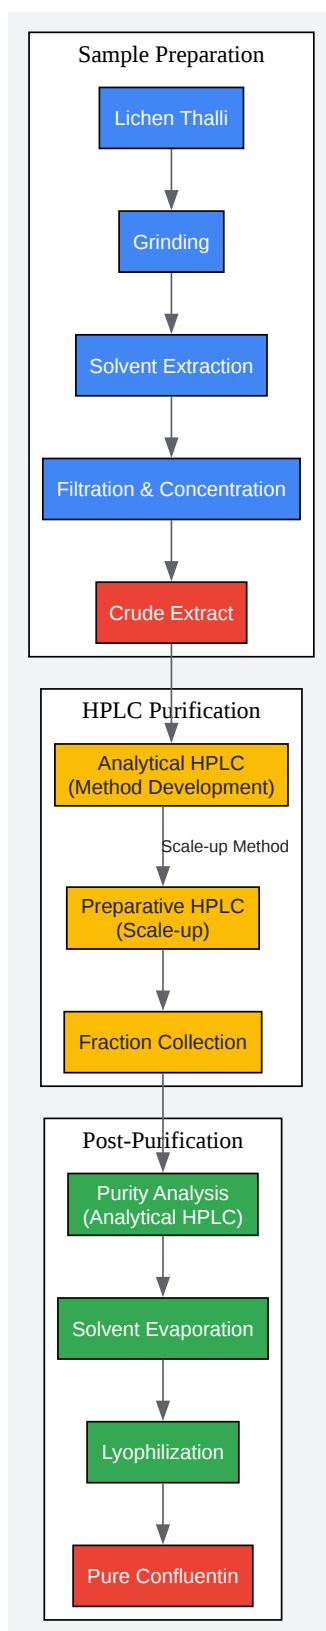 Sample Preparation
Lichen Thalli
Grinding
Solvent Extraction
Filtration & Concentration
Crude Extract
HPLC Purification
Analytical HPLC
(Method Development)
Scale-up Method
Preparative HPLC
(Scale-up)
Fraction Collection
Post-Purification
Purity Analysis
(Analytical HPLC)
Solvent Evaporation
Lyophilization
Pure Confluentin